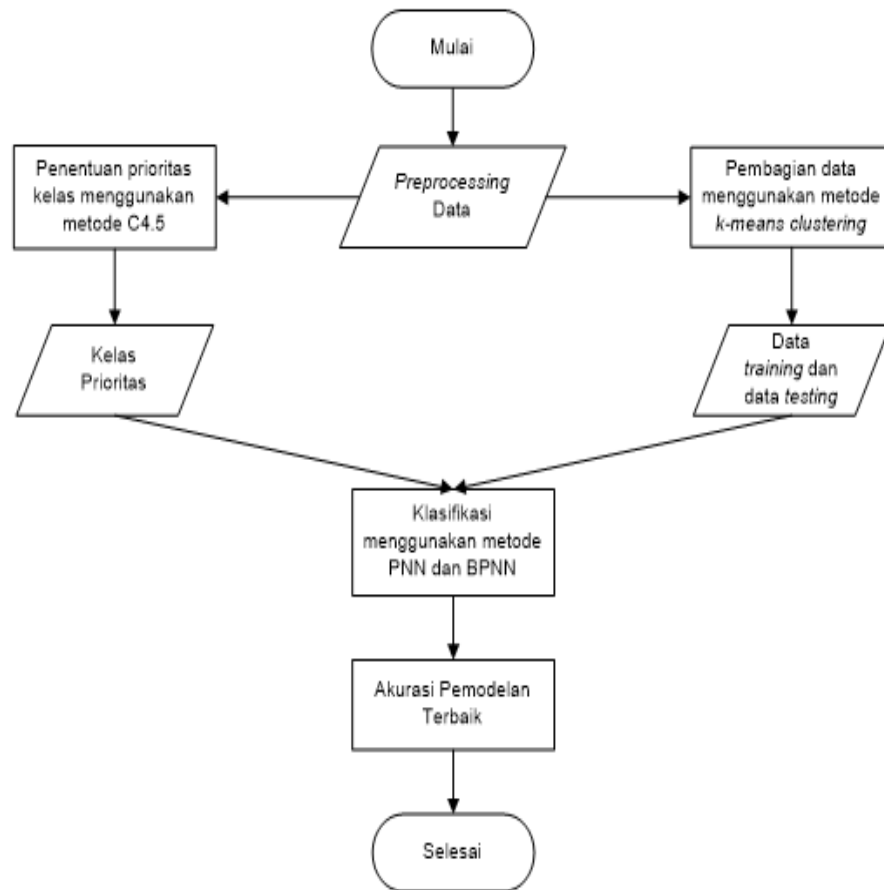 Mulai
Penentuan prioritas
kelas menggunakan
metode C4.5
Preprocessing
Data
Pembagian data
menggunakan metode
k-means clustering
Kelas
Prioritas
Data
training dan
data testing
Klasifikasi
menggunakan metode
PNN dan BPNN
Akurasi Pemodelan
Terbaik
Selesai